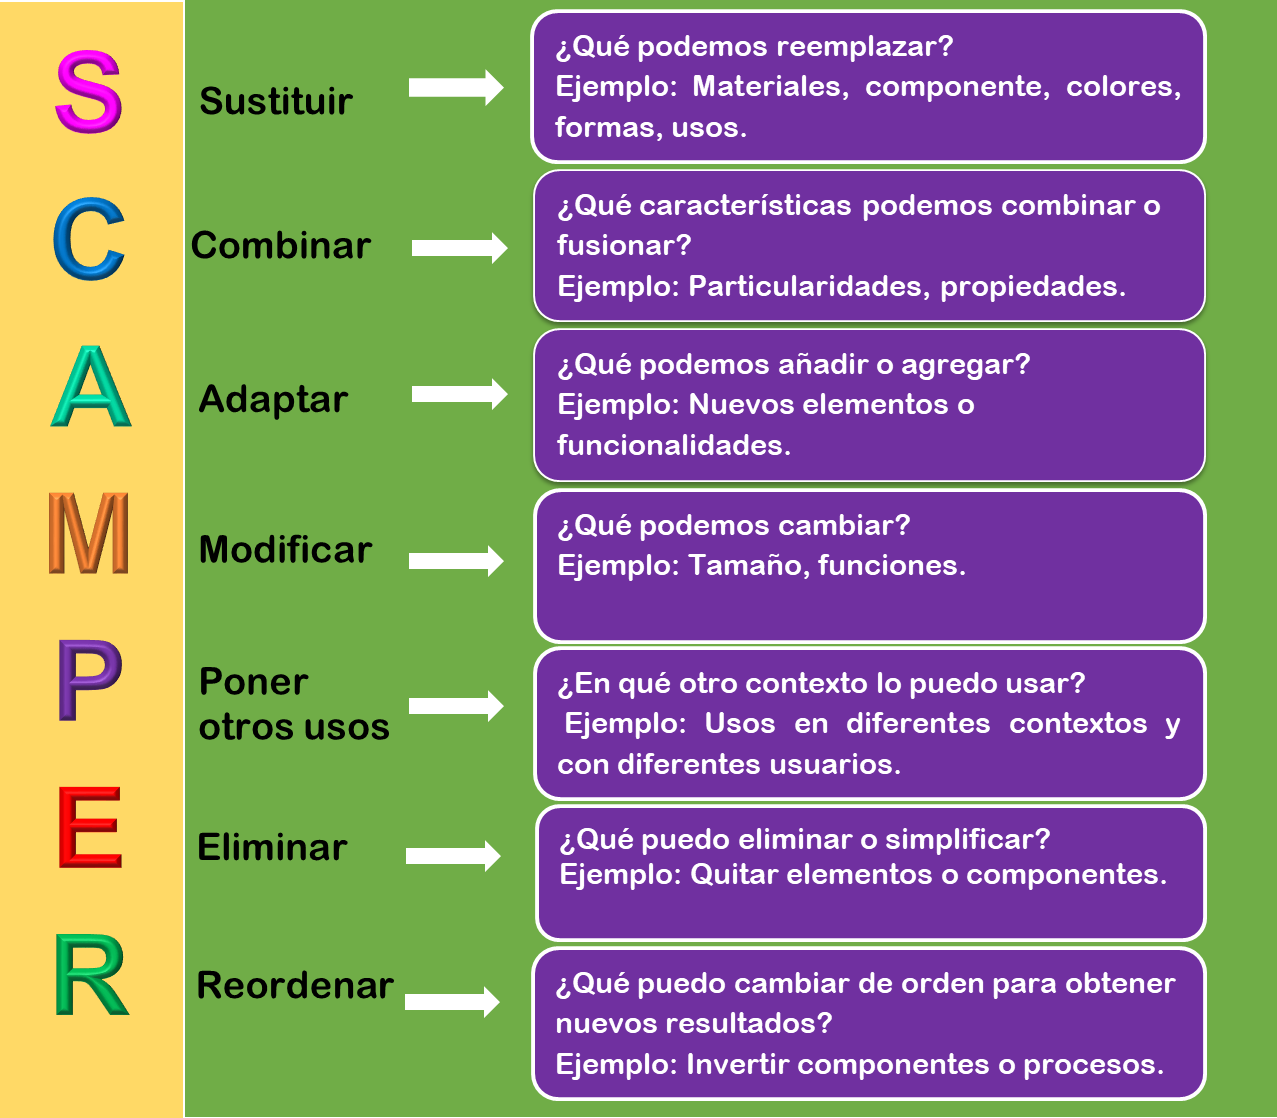 S
Sustituir
¿Qué podemos reemplazar?
Ejemplo: Materiales, componente, colores,
formas, usos.
C
Combinar
¿Qué características podemos combinar o
fusionar?
Ejemplo: Particularidades, propiedades.
A
Adaptar
¿Qué podemos añadir o agregar?
Ejemplo: Nuevos elementos o
funcionalidades.
M
Modificar
¿Qué podemos cambiar?
Ejemplo: Tamaño, funciones.
P
Poner
otros usos
¿En qué otro contexto lo puedo usar?
Ejemplo: Usos en diferentes contextos y
con diferentes usuarios.
E
Eliminar
¿Qué puedo eliminar o simplificar?
Ejemplo: Quitar elementos o componentes.
R
Reordenar
¿Qué puedo cambiar de orden para obtener
nuevos resultados?
Ejemplo: Invertir componentes o procesos.